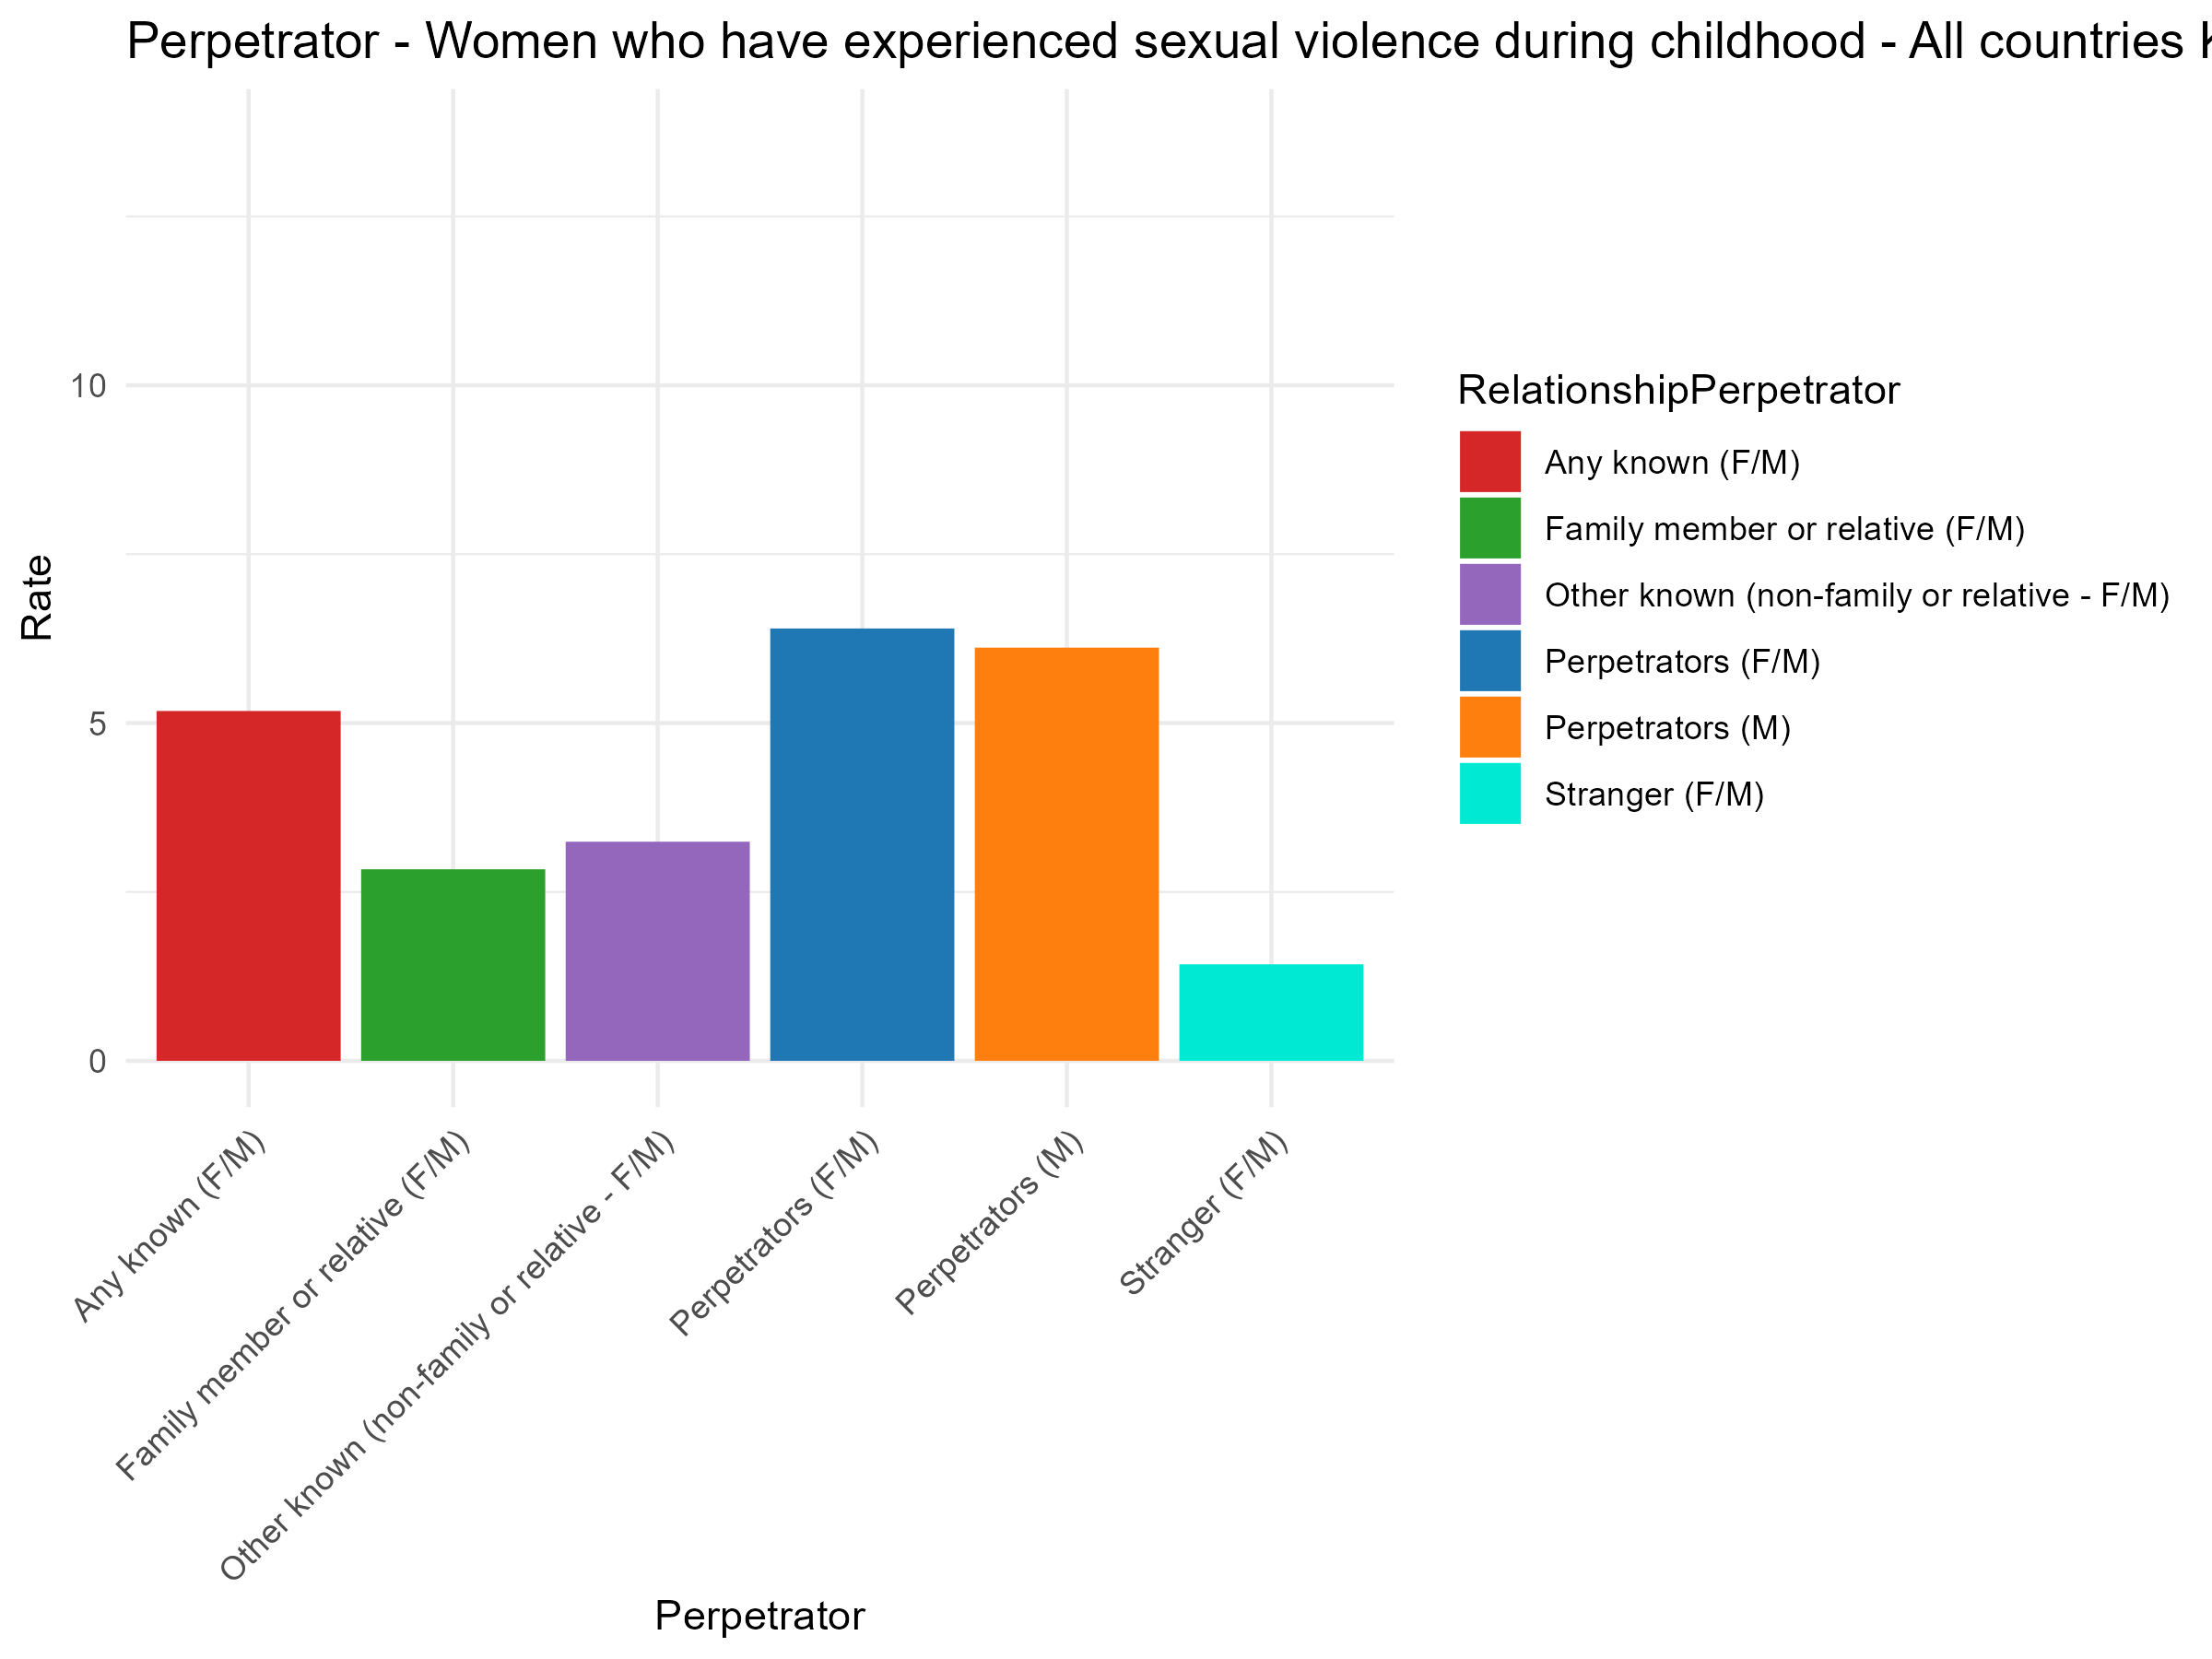 Perpetrator - Women who have experienced sexual violence during childhood - All countries
Rate
10
5
0
Any known (F/M)
Family member or relative (F/M)
Other known (non-family or relative - F/M)
Perpetrators (F/M)
Perpetrators (M)
Stranger (F/M)
Perpetrator
RelationshipPerpetrator
Any known (F/M)
Family member or relative (F/M)
Other known (non-family or relative - F/M)
Perpetrators (F/M)
Perpetrators (M)
Stranger (F/M)